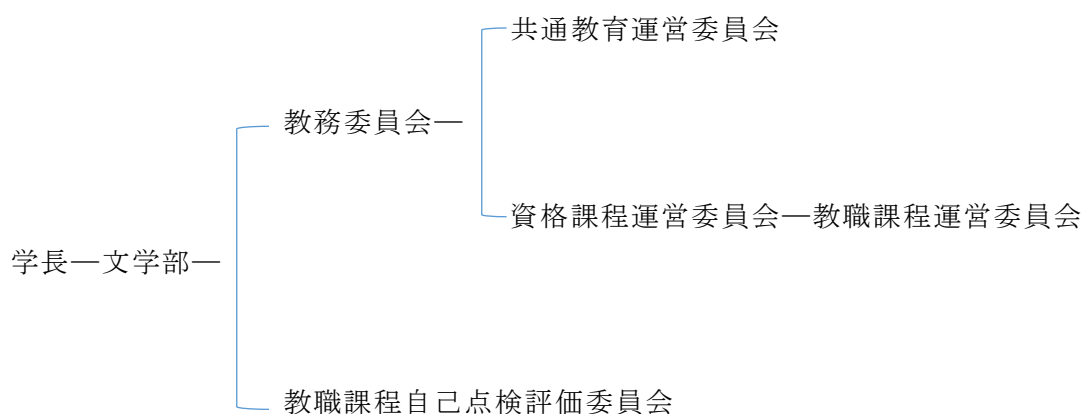 共通教育運営委員会
教務委員会―
資格課程運営委員会―教職課程運営委員会
学長―文学部―
教職課程自己点検評価委員会